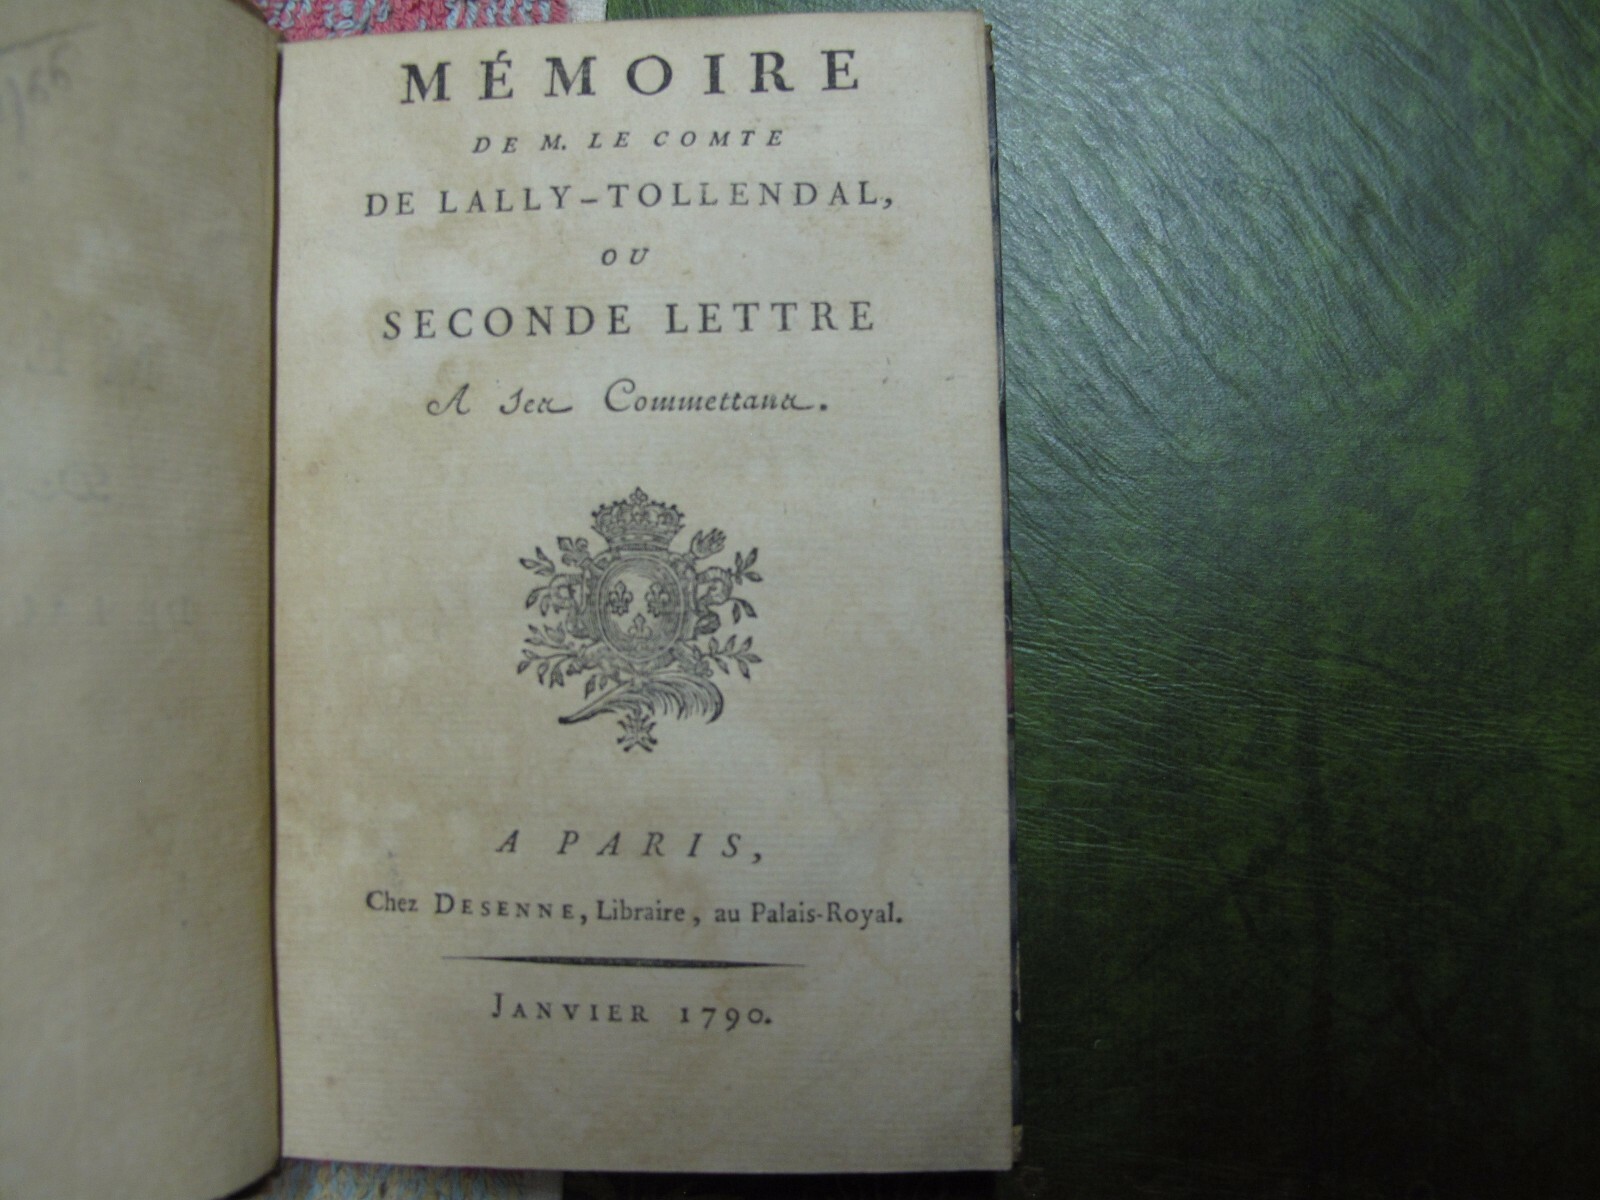 MÉMOIRE
DE M. LE COMTE
DE LALLY-TOLLENDAL,
OU
SECONDE LETTRE
A ses Commettans.
A PARIS,
Chez DESENNE, Libraire, au Palais-Royal.
JANVIER 1790.